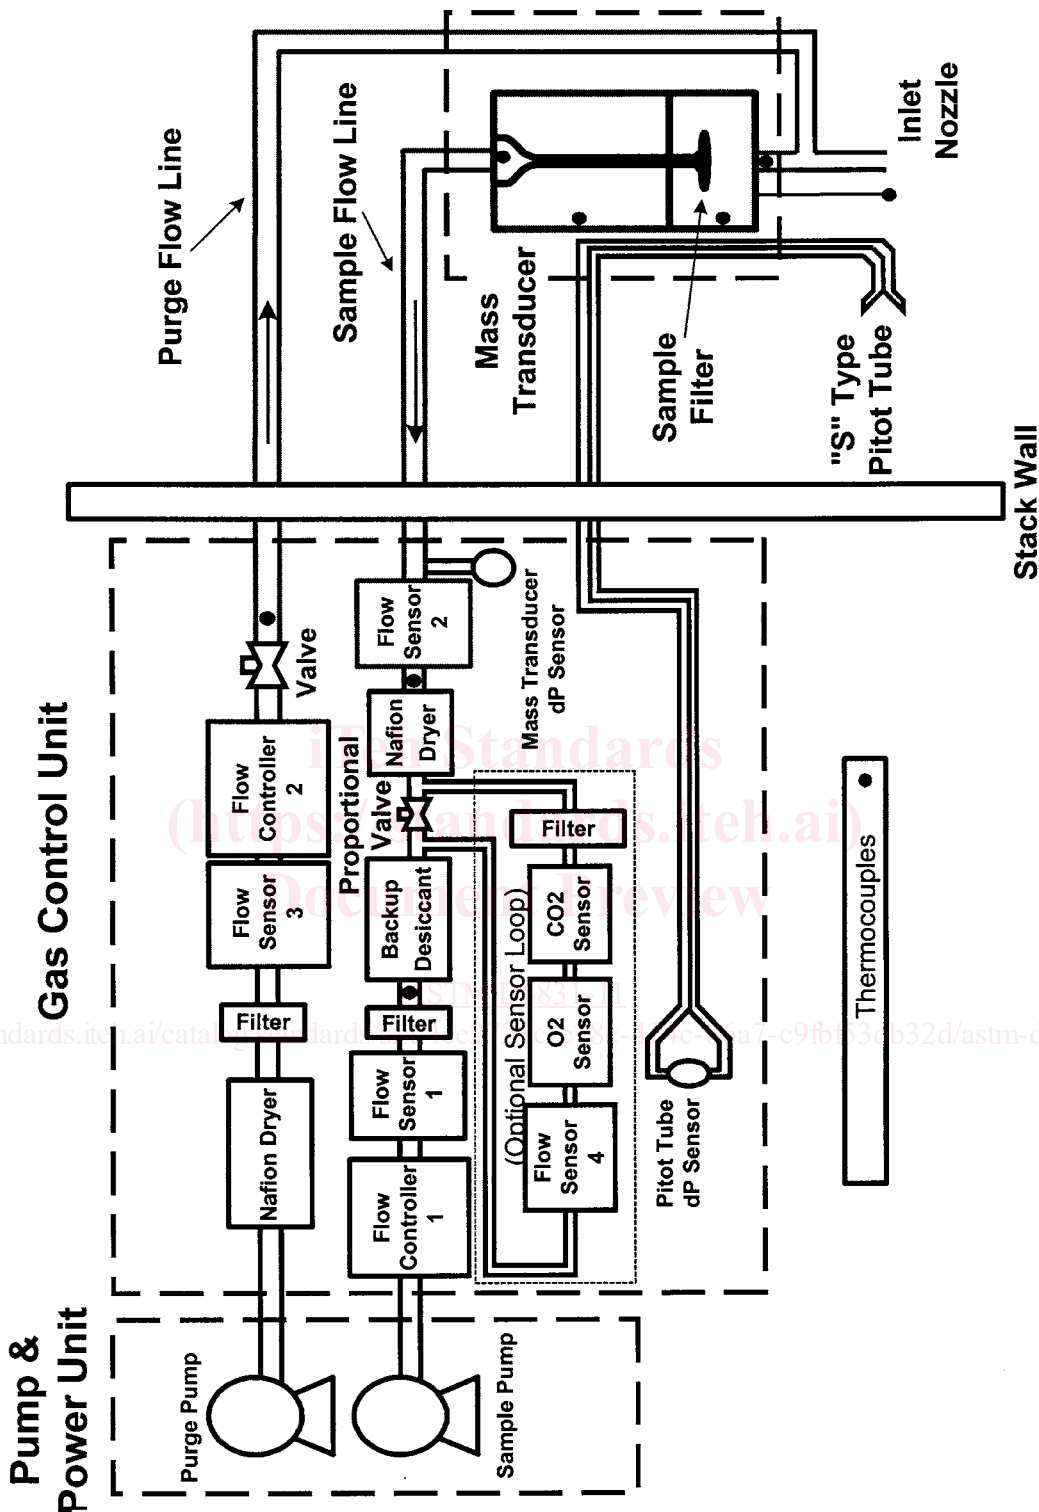 Pump &
Power Unit
Purge Pump
Sample Pump
Gas Control Unit
Nafion Dryer
Filter
Flow
Sensor
3
Flow
Controller
2
Valve
Flow
Controller
1
Flow
Sensor
1
Filter
Backup
Desiccant
Proportional
Valve
Nafion
Dryer
Flow
Sensor
2
Mass Transducer
dP Sensor
(Optional Sensor Loop)
Flow
Sensor
4
O2
Sensor
CO2
Sensor
Filter
Pitot Tube
dP Sensor
Thermocouples
Stack Wall
Purge Flow Line
Sample Flow Line
Mass
Transducer
Sample
Filter
"S" Type
Pitot Tube
Inlet
Nozzle
iTeh Standards
(https://standards.iteh.ai)
Document Preview